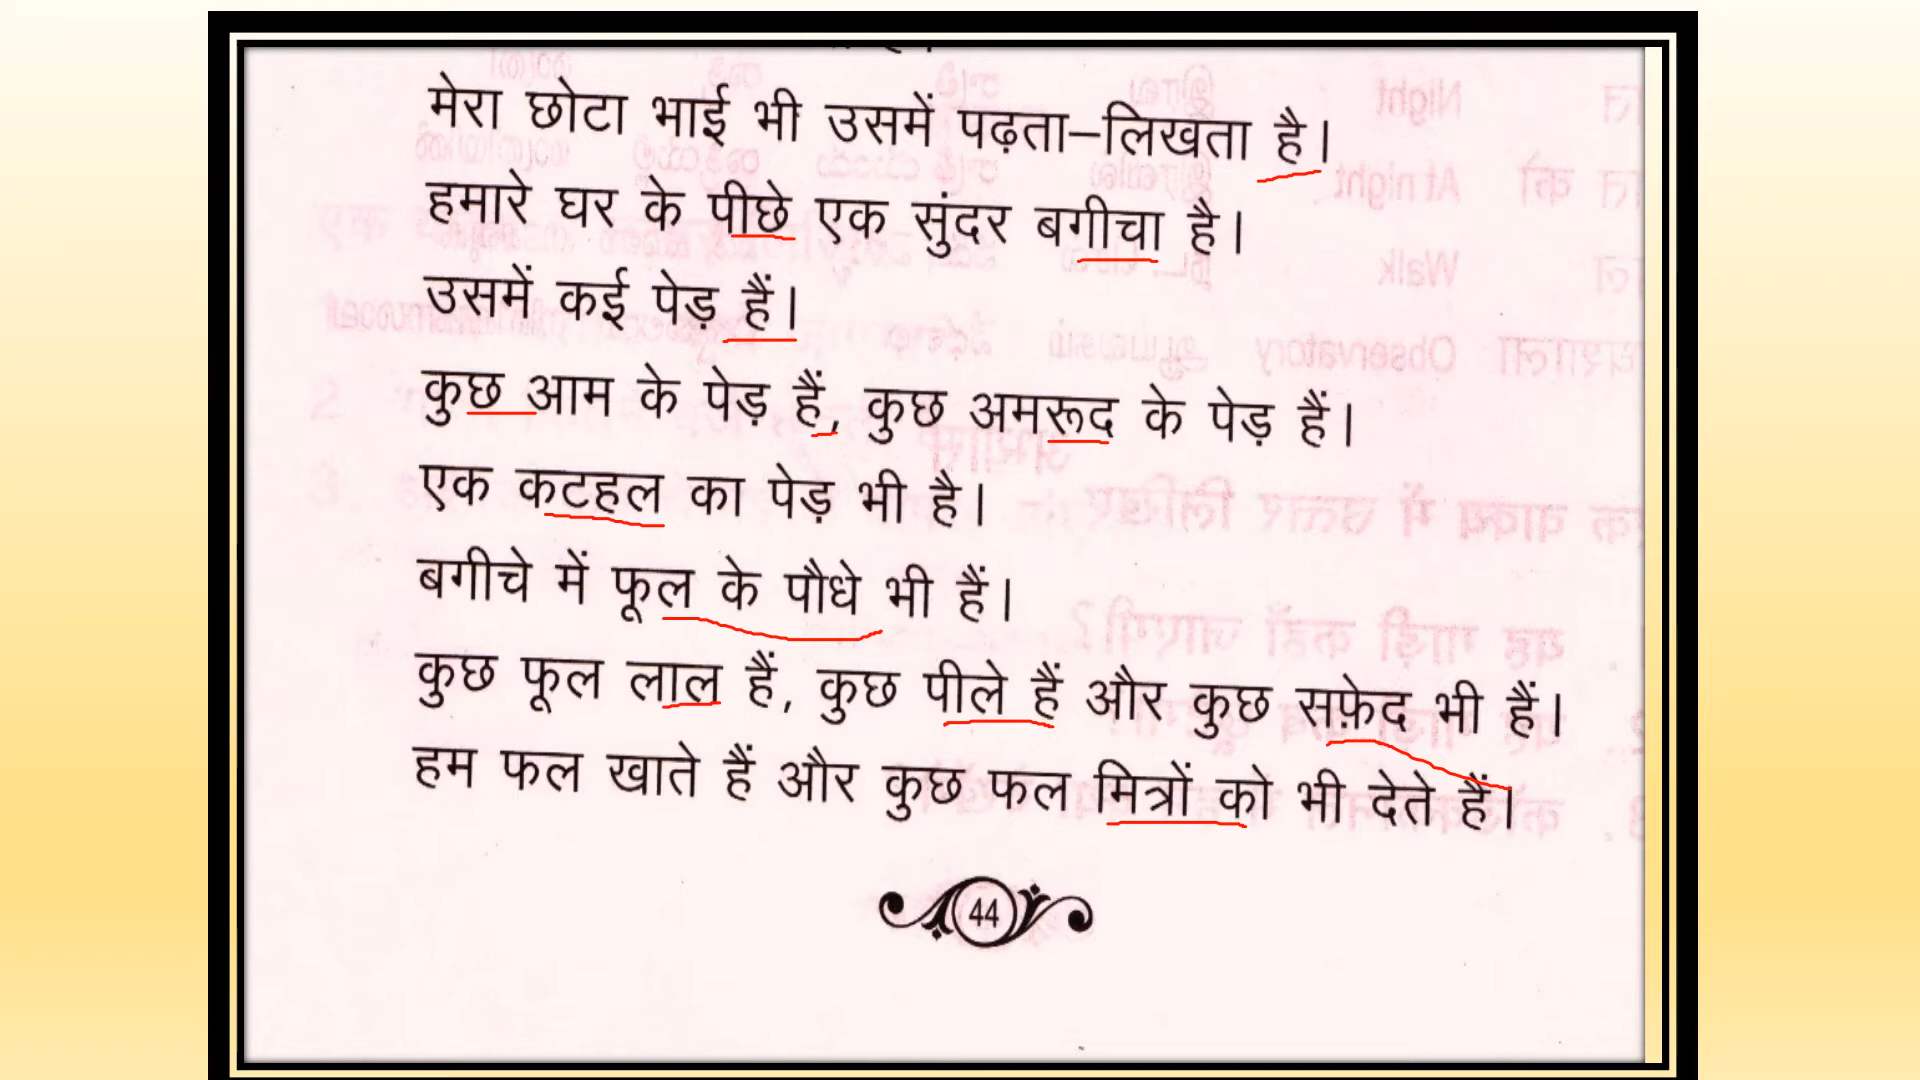 मेरा छोटा भाई भी उसमें पढ़ता–लिखता है।
हमारे घर के पीछे एक सुंदर बगीचा है।
उसमें कई पेड़ हैं।
कुछ आम के पेड़ हैं, कुछ अमरूद के पेड़ हैं।
एक कटहल का पेड़ भी है।
बगीचे में फूल के पौधे भी हैं।
कुछ फूल लाल हैं, कुछ पीले हैं और कुछ सफ़ेद भी हैं।
हम फल खाते हैं और कुछ फल मित्रों को भी देते हैं।
44